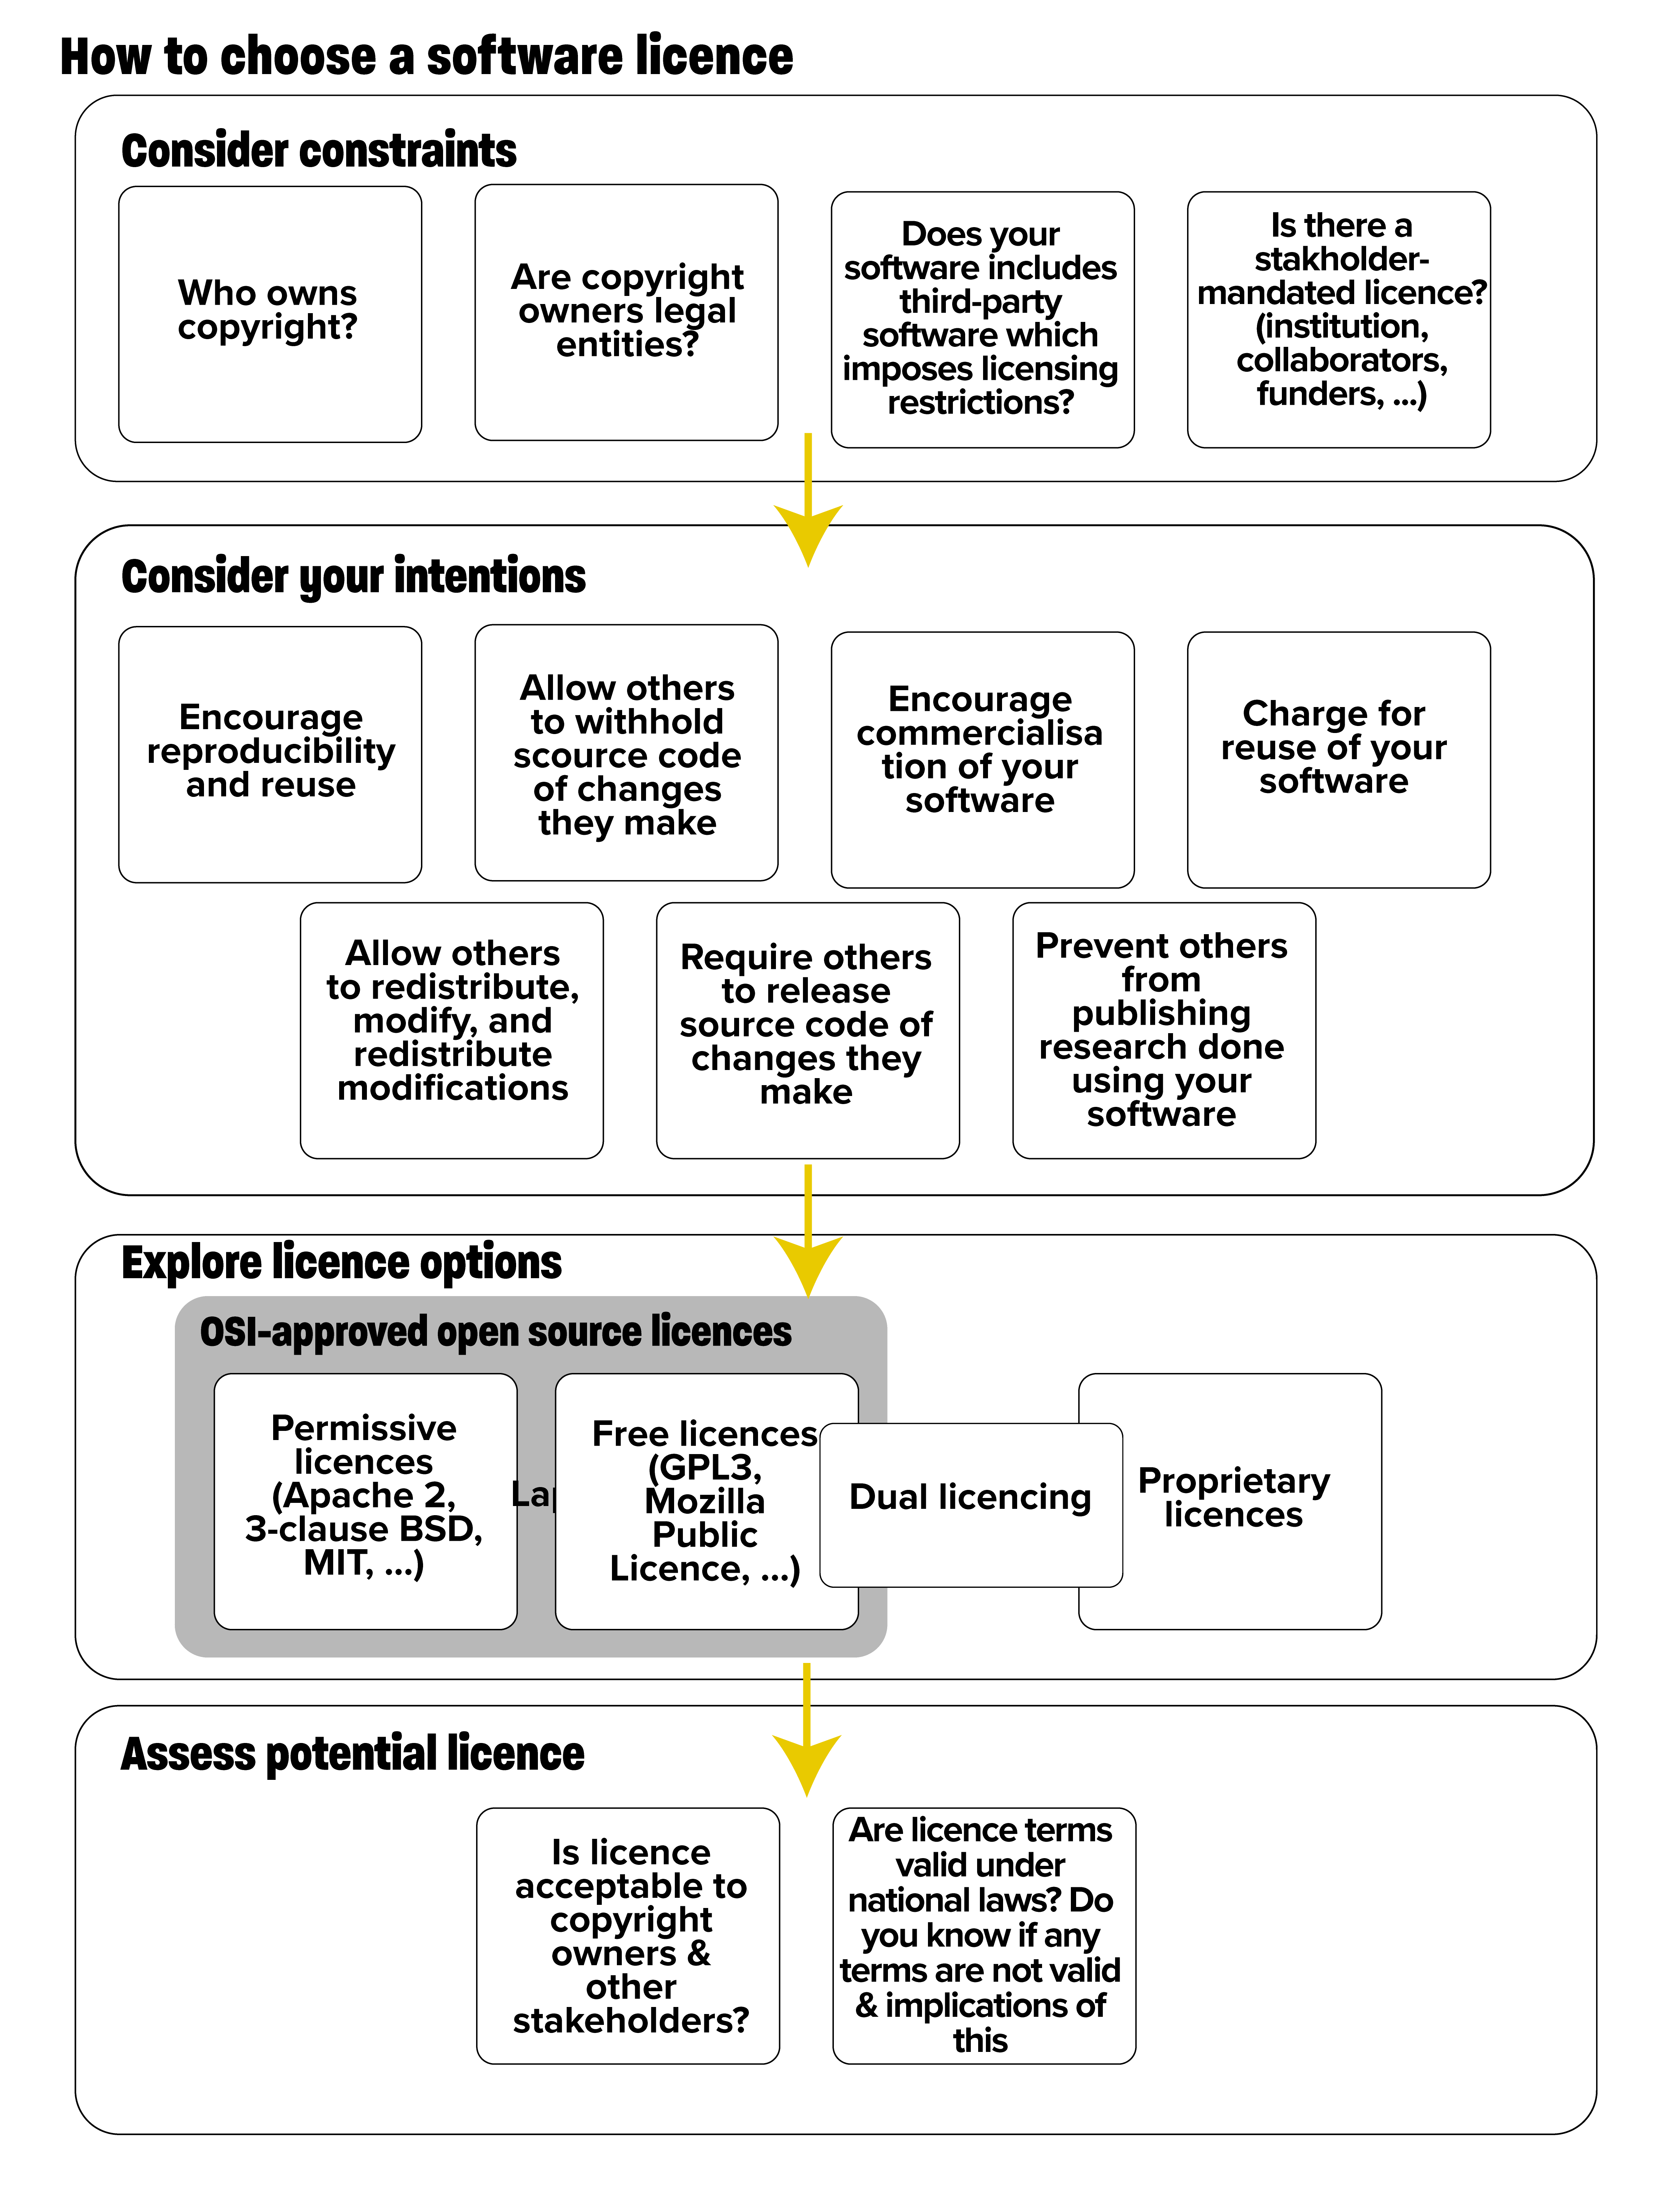 How to choose a software licence
Consider constraints
Who owns
copyright?
Are copyright
owners legal
entities?
Does your
software includes
third-party
software which
imposes licensing
restrictions?
Is there a
stakholder-
mandated licence?
(institution,
collaborators,
funders, ...)
Consider your intentions
Encourage
reproducibility
and reuse
Allow others
to withhold
scource code
of changes
they make
Encourage
commercialisa
tion of your
software
Charge for
reuse of your
software
Allow others
to redistribute,
modify, and
redistribute
modifications
Require others
to release
source code of
changes they
make
Prevent others
from
publishing
research done
using your
software
Explore licence options
OSI-approved open source licences
Permissive
licences
(Apache 2,
3-clause BSD,
MIT, ...)
Free licences
(GPL3,
Mozilla
Public
Licence, ...)
Dual licencing
Proprietary
licences
Assess potential licence
Is licence
acceptable to
copyright
owners &
other
stakeholders?
Are licence terms
valid under
national laws? Do
you know if any
terms are not valid
& implications of
this